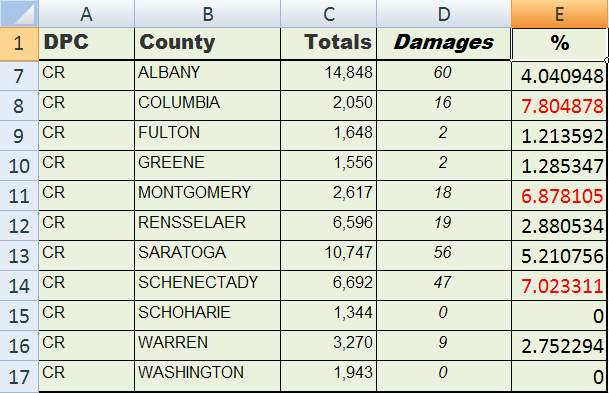 A B C D E
1 DPC County Totals Damages %
7 CR ALBANY 14,848 60 4.040948
8 CR COLUMBIA 2,050 16 7.804878
9 CR FULTON 1,648 2 1.213592
10 CR GREENE 1,556 2 1.285347
11 CR MONTGOMERY 2,617 18 6.878105
12 CR RENSSELAER 6,596 19 2.880534
13 CR SARATOGA 10,747 56 5.210756
14 CR SCHENECTADY 6,692 47 7.023311
15 CR SCHOHARIE 1,344 0 0
16 CR WARREN 3,270 9 2.752294
17 CR WASHINGTON 1,943 0 0